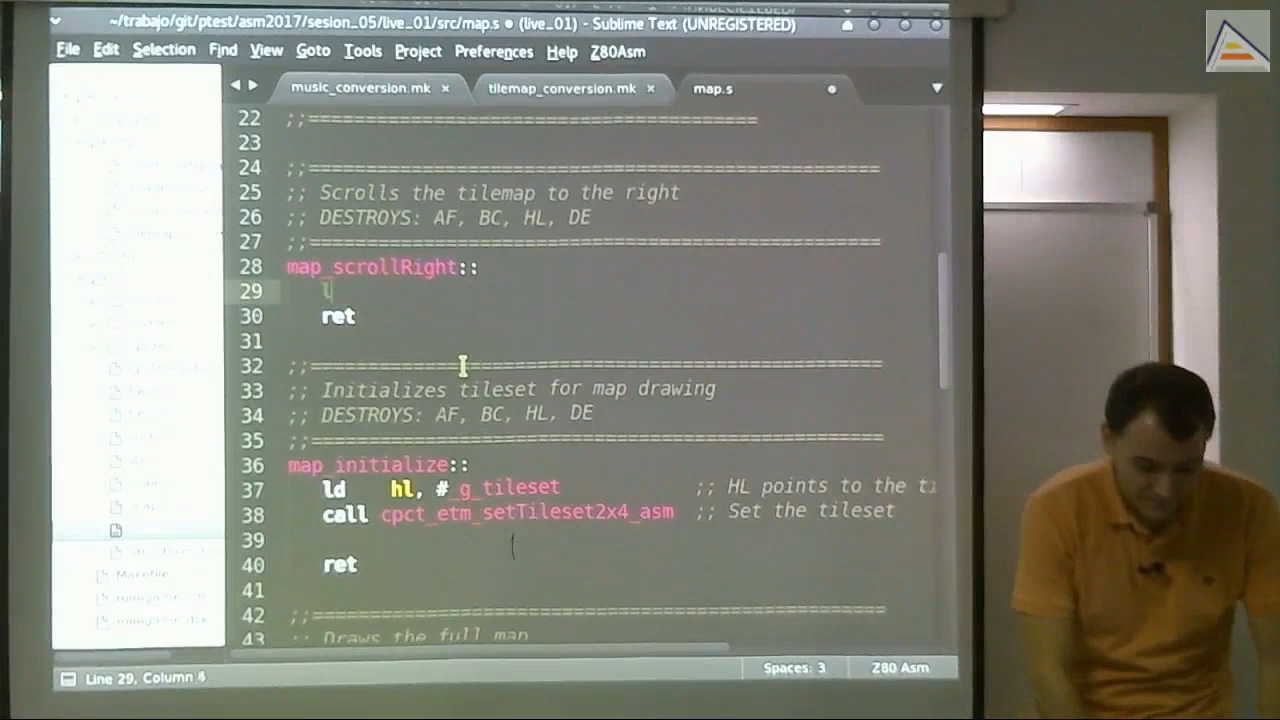 ~/trabajo/git/ptest/asm2017/sesion_05/live_01/src/map.s • (live_01) - Sublime Text (UNREGISTERED)
File Edit Selection Find View Goto Tools Project Preferences Help Z80Asm
music_conversion.mk × tilemap_conversion.mk × map.s
22 ;;========================================
23
24 ;;===================================================
25 ;; Scrolls the tilemap to the right
26 ;; DESTROYS: AF, BC, HL, DE
27 ;;===================================================
28 map_scrollRight::
29 l
30 ret
31
32 ;;===================================================
33 ;; Initializes tileset for map drawing
34 ;; DESTROYS: AF, BC, HL, DE
35 ;;===================================================
36 map_initialize::
37 ld hl, #_g_tileset ;; HL points to the ti
38 call cpct_etm_setTileset2x4_asm ;; Set the tileset
39
40 ret
41
42 ;;===================================================
43 ;; Draws the full map
Makefile
Line 29, Column 4 Spaces: 3 Z80 Asm